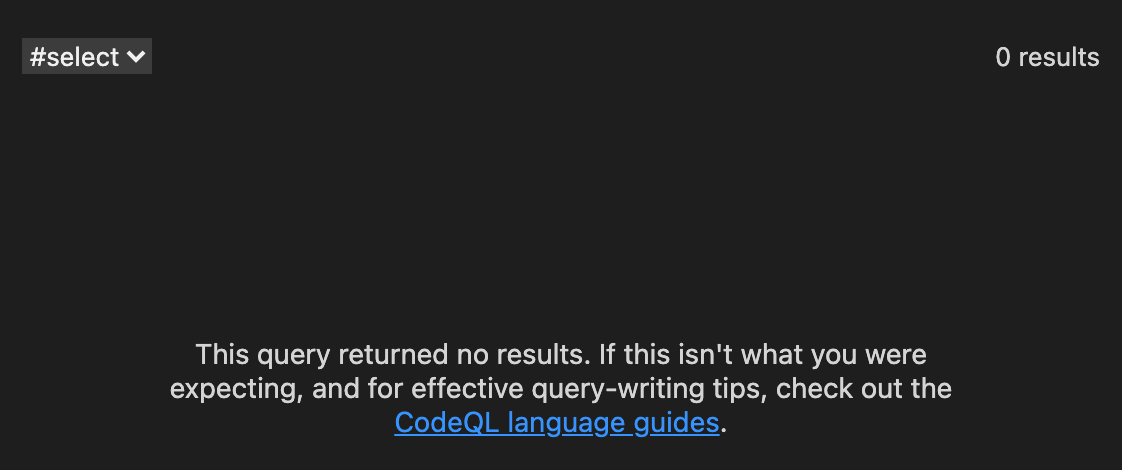 #select
0 results
This query returned no results. If this isn't what you were
expecting, and for effective query-writing tips, check out the
CodeQL language guides.